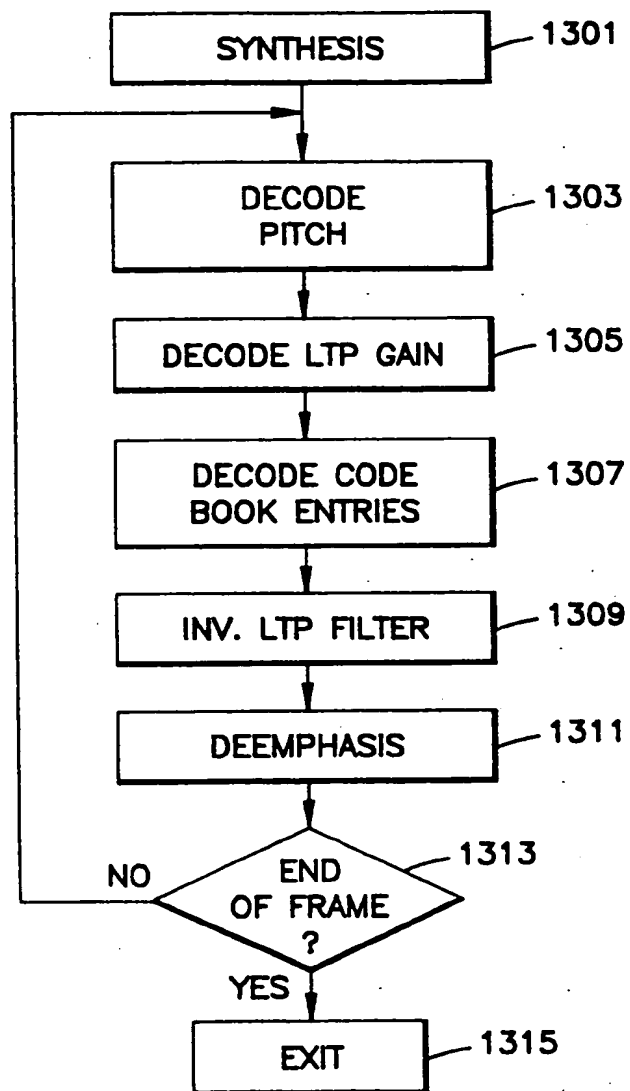 SYNTHESIS
1301
DECODE
PITCH
1303
DECODE LTP GAIN
1305
DECODE CODE
BOOK ENTRIES
1307
INV. LTP FILTER
1309
DEEMPHASIS
1311
END
OF FRAME
?
1313
NO
YES
EXIT
1315